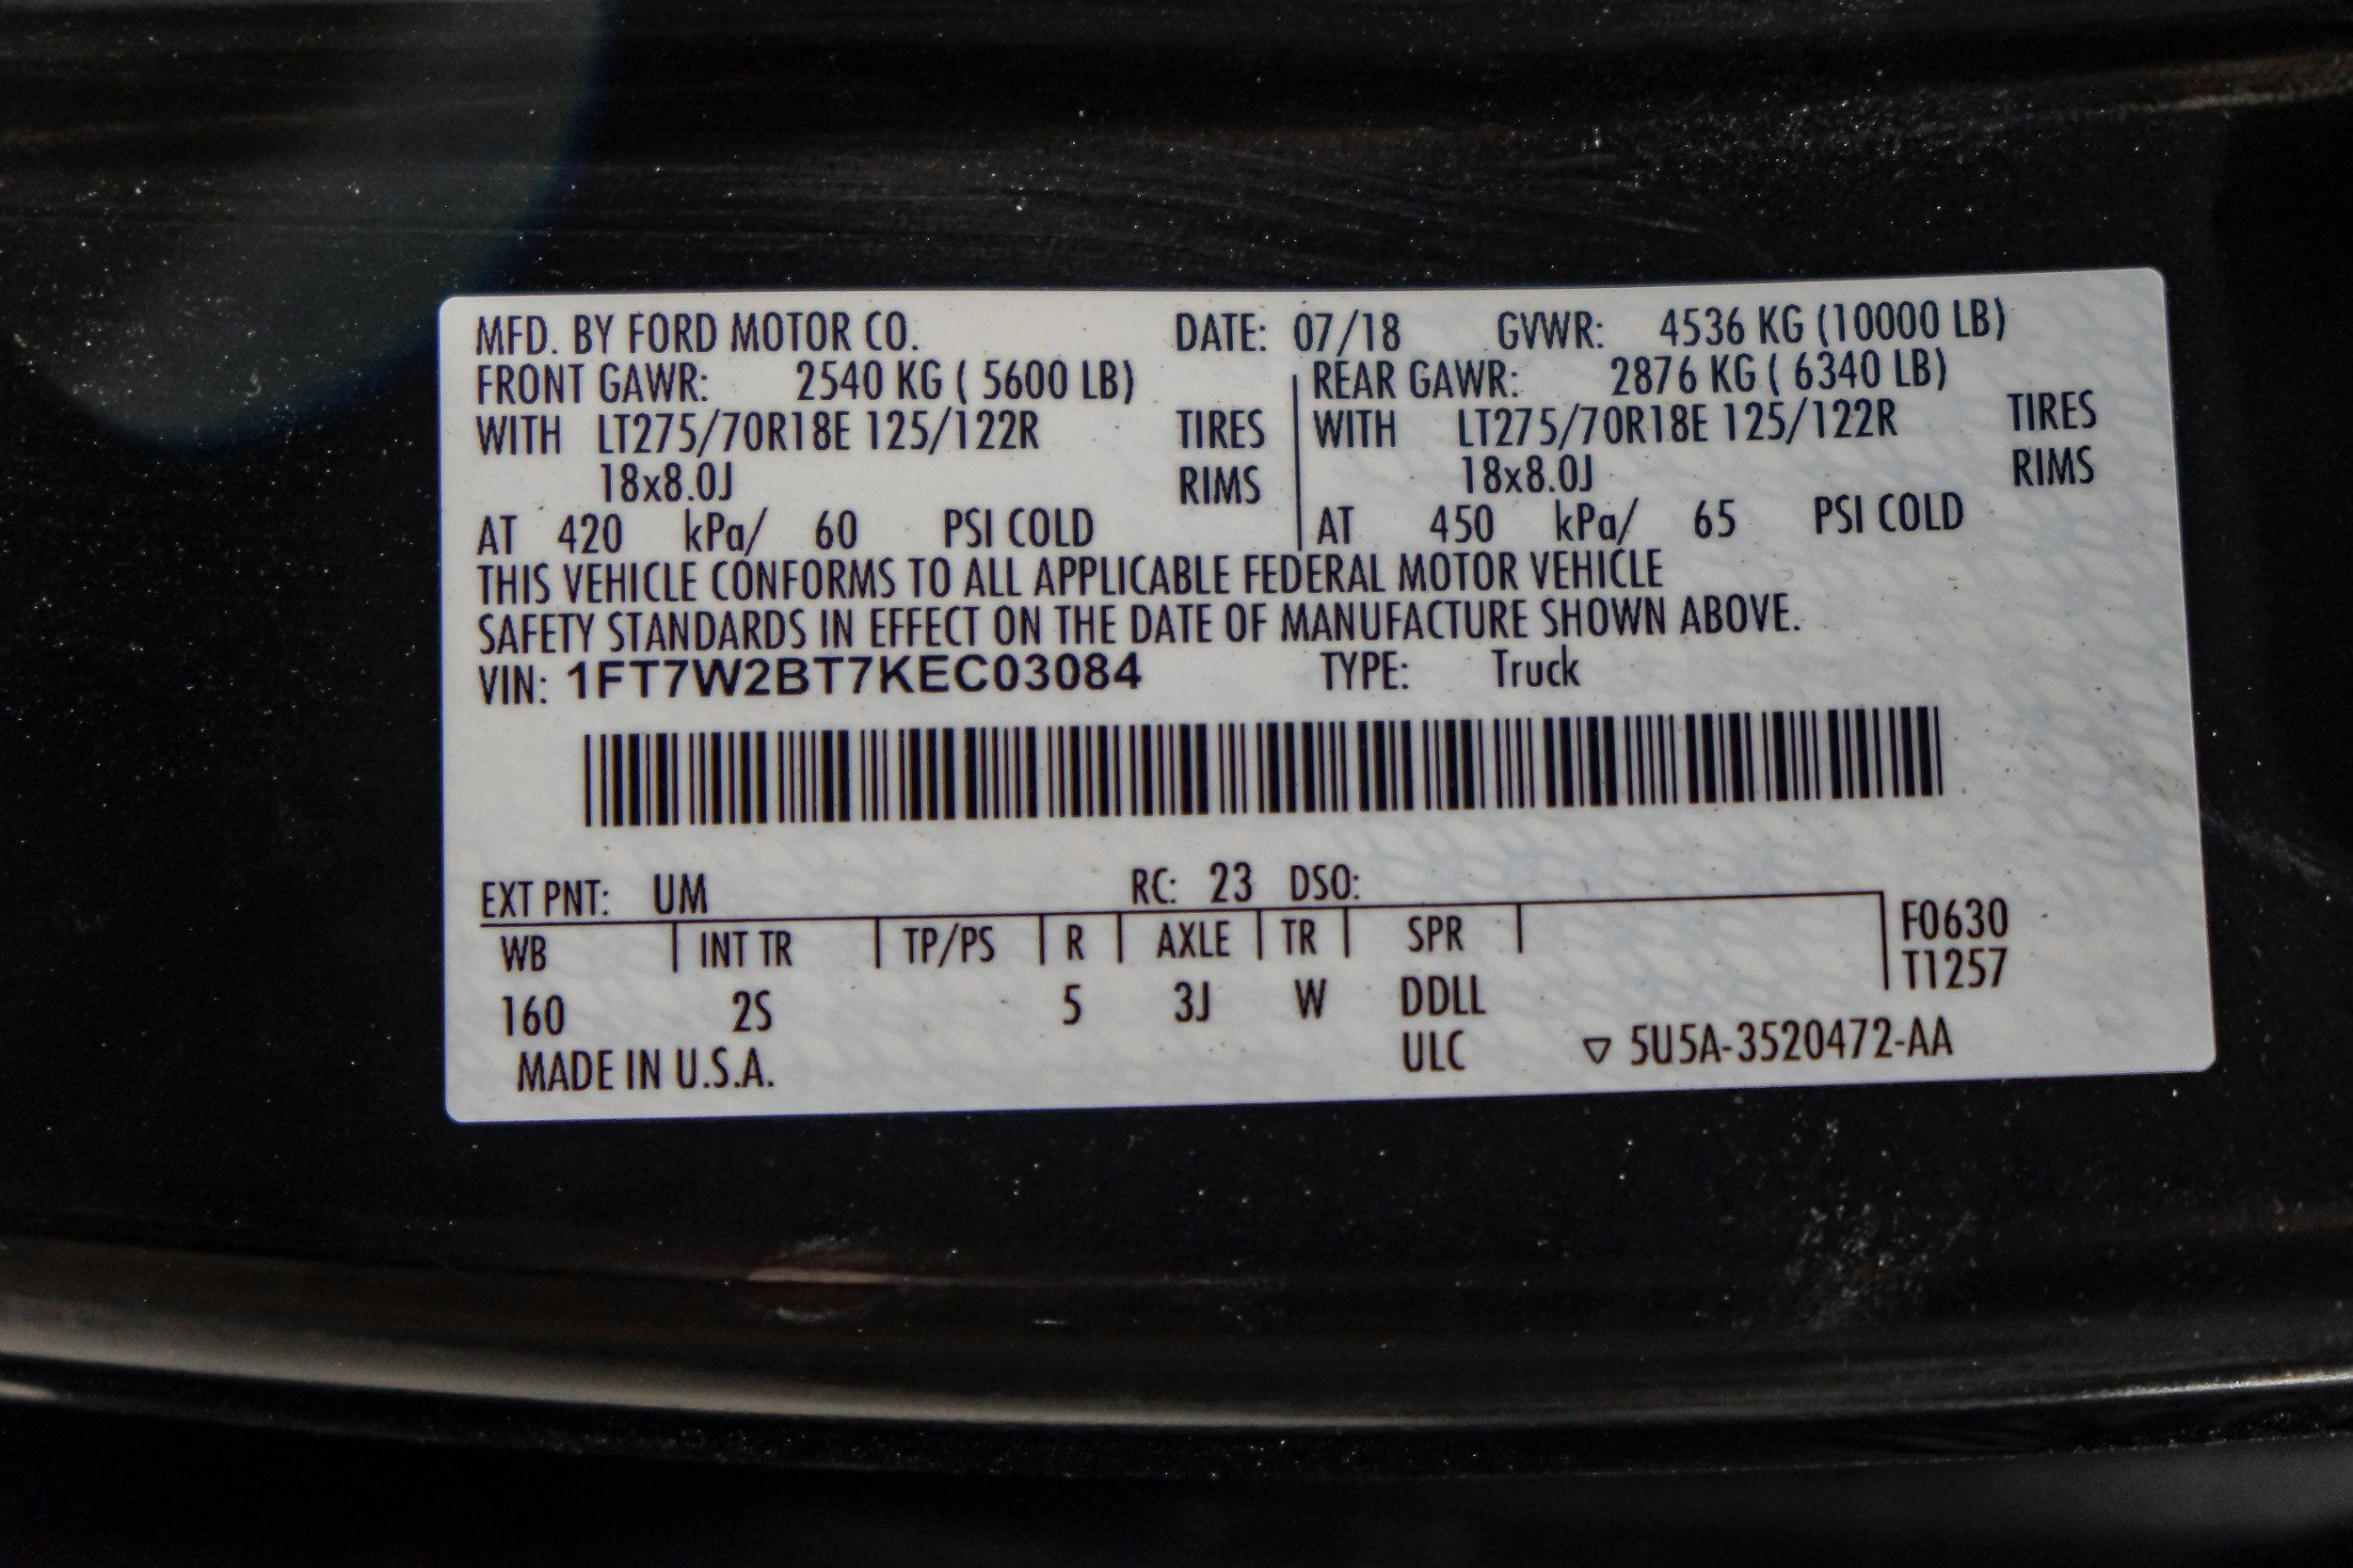 MFD. BY FORD MOTOR CO. DATE: 07/18 GVWR: 4536 KG (10000 LB)
FRONT GAWR: 2540 KG ( 5600 LB) REAR GAWR: 2876 KG ( 6340 LB)
WITH LT275/70R18E 125/122R TIRES WITH LT275/70R18E 125/122R TIRES
18x8.0J RIMS 18x8.0J RIMS
AT 420 kPa/ 60 PSI COLD AT 450 kPa/ 65 PSI COLD
THIS VEHICLE CONFORMS TO ALL APPLICABLE FEDERAL MOTOR VEHICLE
SAFETY STANDARDS IN EFFECT ON THE DATE OF MANUFACTURE SHOWN ABOVE.
VIN: 1FT7W2BT7KEC03084 TYPE: Truck
EXT PNT: UM RC: 23 DSO:
WB INT TR TP/PS R AXLE TR SPR F0630
T1257
160 2S 5 3J W DDLL
ULC ▽ 5U5A-3520472-AA
MADE IN U.S.A.